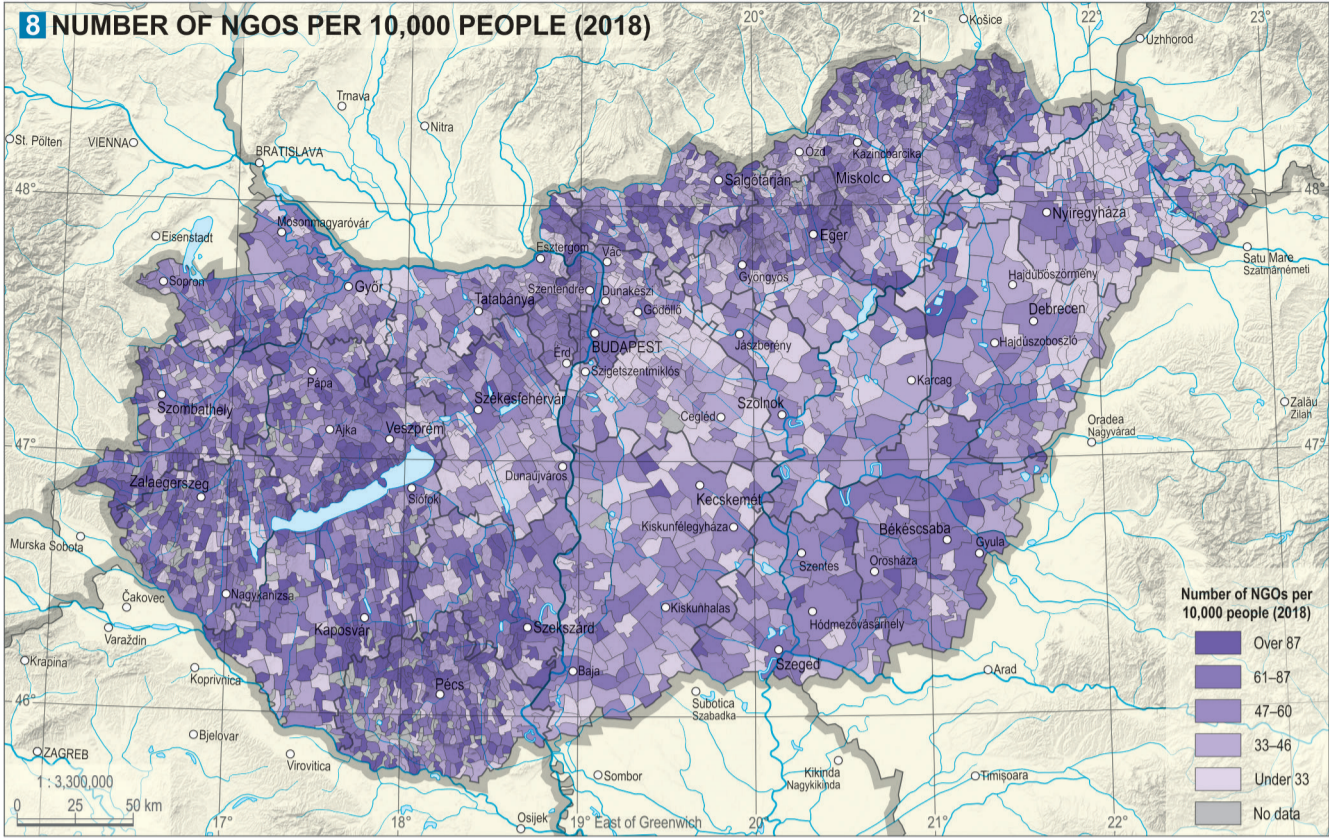 8 NUMBER OF NGOS PER 10,000 PEOPLE (2018)
20°
21°
22°
23°
Košice
Uzhhorod
Trnava
Nitra
St. Pölten
VIENNA
BRATISLAVA
48°
48°
Ózd
Kazincbarcika
Salgótarján
Miskolc
Nyíregyháza
Mosonmagyaróvár
Eisenstadt
Eger
Esztergom
Vác
Satu Mare
Szatmárnémeti
Sopron
Győr
Gyöngyös
Hajdúböszörmény
Szentendre
Dunakeszi
Tatabánya
Gödöllő
Debrecen
BUDAPEST
Jászberény
Hajdúszoboszló
Érd
Szigetszentmiklós
Pápa
Karcag
Szombathely
Székesfehérvár
Szolnok
Zalău
Zilah
Cegléd
Ajka
Veszprém
Oradea
Nagyvárad
47°
47°
Dunaújváros
Zalaegerszeg
Siófok
Kecskemét
Kiskunfélegyháza
Békéscsaba
Gyula
Murska Sobota
Szentes
Orosháza
Nagykanizsa
Čakovec
Kiskunhalas
Hódmezővásárhely
Kaposvár
Szekszárd
Varaždin
Szeged
Krapina
Koprivnica
Baja
Arad
Pécs
Subotica
Szabadka
46°
46°
Bjelovar
ZAGREB
Virovitica
Sombor
Kikinda
Nagykikinda
Timișoara
Osijek
1 : 3,300,000
0 25 50 km
17°
18°
19° East of Greenwich
20°
21°
22°
Number of NGOs per
10,000 people (2018)
Over 87
61–87
47–60
33–46
Under 33
No data